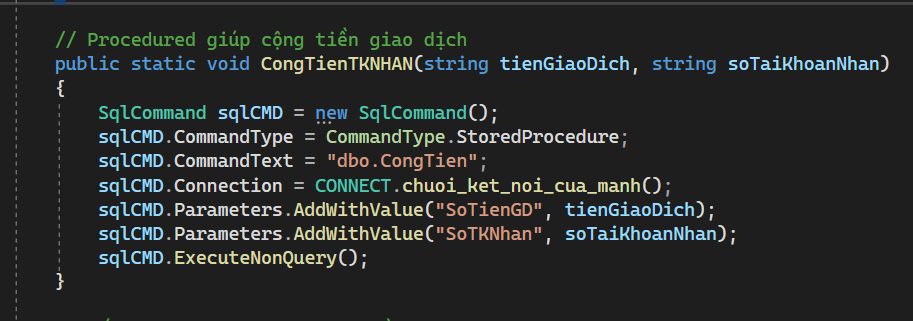 // Procedured giúp cộng tiền giao dịch
public static void CongTienTKNHAN(string tienGiaoDich, string soTaiKhoanNhan)
{
SqlCommand sqlCMD = new SqlCommand();
sqlCMD.CommandType = CommandType.StoredProcedure;
sqlCMD.CommandText = "dbo.CongTien";
sqlCMD.Connection = CONNECT.chuoi_ket_noi_cua_manh();
sqlCMD.Parameters.AddWithValue("SoTienGD", tienGiaoDich);
sqlCMD.Parameters.AddWithValue("SoTKNhan", soTaiKhoanNhan);
sqlCMD.ExecuteNonQuery();
}